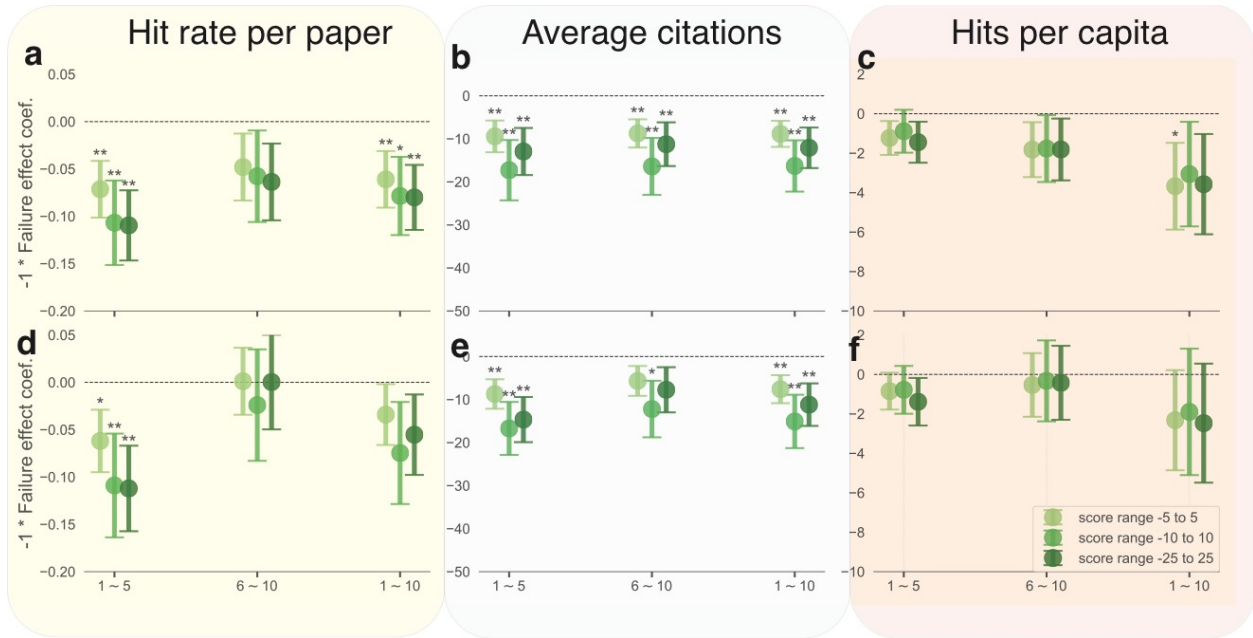 Hit rate per paper
Average citations
Hits per capita
a
b
c
0.05
0.00
−0.05
−0.10
−0.15
−0.20
-1 * Failure effect coef.
** ** **
** * **
0
−10
−20
−30
−40
−50
** ** **
** ** **
** ** **
2
0
−2
−4
−6
−8
−10
*
d
e
f
0.05
0.00
−0.05
−0.10
−0.15
−0.20
-1 * Failure effect coef.
* ** **
1 ~ 5
6 ~ 10
1 ~ 10
0
−10
−20
−30
−40
−50
** ** **
*
** ** **
1 ~ 5
6 ~ 10
1 ~ 10
2
0
−2
−4
−6
−8
−10
score range -5 to 5
score range -10 to 10
score range -25 to 25
1 ~ 5
6 ~ 10
1 ~ 10